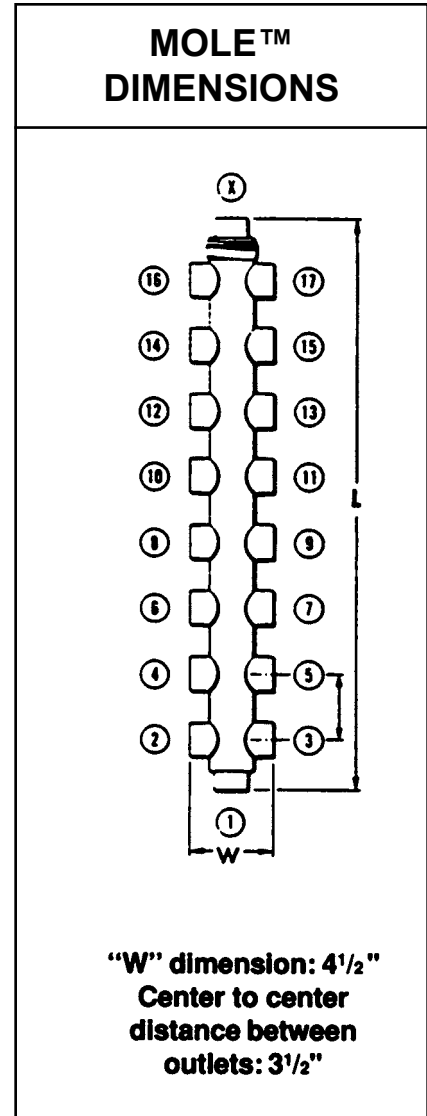 MOLE™
DIMENSIONS
X
16 17
14 15
12 13
10 11
8 9
6 7
4 5
2 3
L
1
W
“W” dimension: 4¹/₂"
Center to center
distance between
outlets: 3¹/₂"